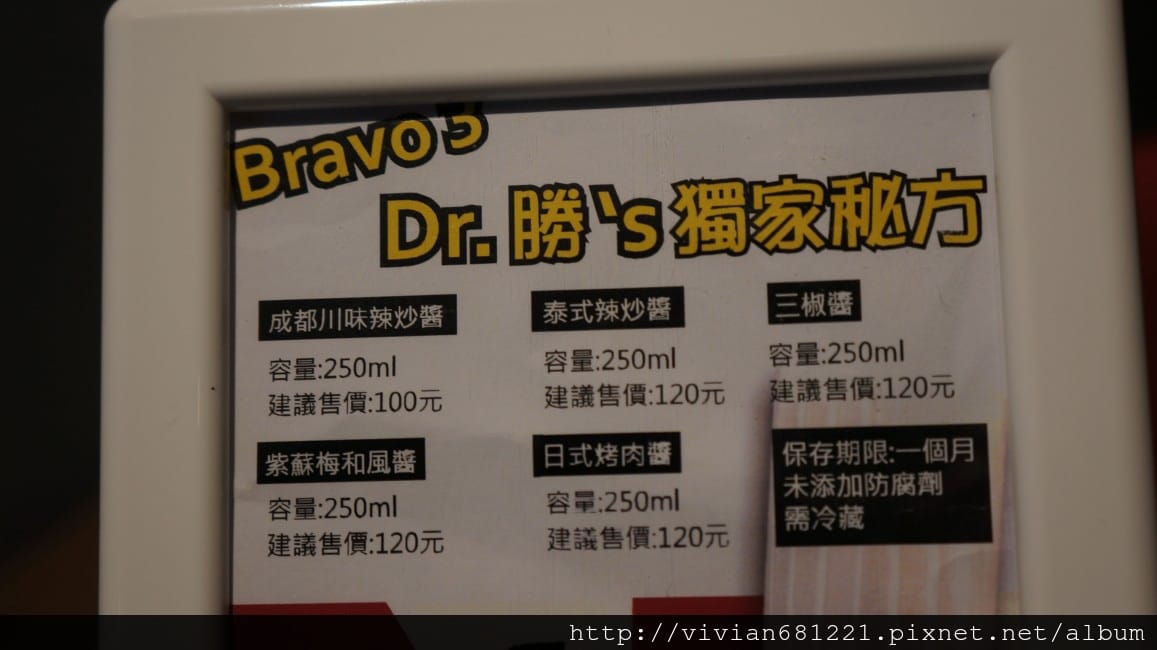 Bravo 3
Dr. 勝's 獨家秘方
成都川味辣炒醬
容量:250ml
建議售價:100元
泰式辣炒醬
容量:250ml
建議售價:120元
三椒醬
容量:250ml
建議售價:120元
紫蘇梅和風醬
容量:250ml
建議售價:120元
日式烤肉醬
容量:250ml
建議售價:120元
保存期限:一個月
未添加防腐劑
需冷藏
http://vivian681221.pixnet.net/album